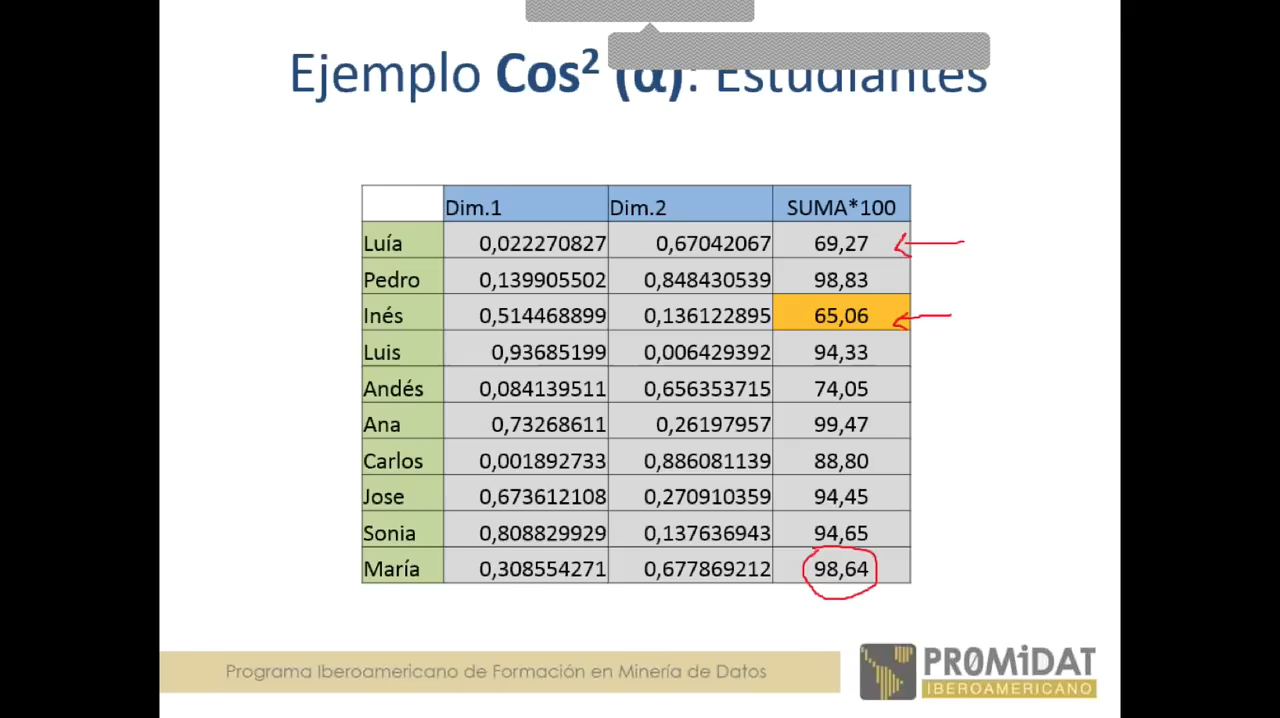 Ejemplo Cos² (α): Estudiantes
Dim.1 Dim.2 SUMA*100
Luía 0,022270827 0,67042067 69,27
Pedro 0,139905502 0,848430539 98,83
Inés 0,514468899 0,136122895 65,06
Luis 0,93685199 0,006429392 94,33
Andés 0,084139511 0,656353715 74,05
Ana 0,73268611 0,26197957 99,47
Carlos 0,001892733 0,886081139 88,80
Jose 0,673612108 0,270910359 94,45
Sonia 0,808829929 0,137636943 94,65
María 0,308554271 0,677869212 98,64
Programa Iberoamericano de Formación en Minería de Datos
PR0MiDAT
IBEROAMERICANO